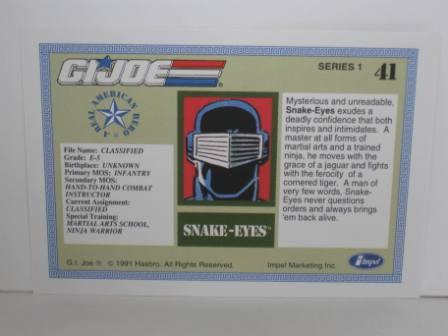 G.I.JOE
SERIES 1 41
A REAL AMERICAN HERO
File Name: CLASSIFIED
Grade: E-5
Birthplace: UNKNOWN
Primary MOS: INFANTRY
Secondary MOS:
HAND-TO-HAND COMBAT
INSTRUCTOR
Current Assignment:
CLASSIFIED
Special Training:
MARTIAL ARTS SCHOOL,
NINJA WARRIOR
SNAKE-EYES™
Mysterious and unreadable,
Snake-Eyes exudes a
deadly confidence that both
inspires and intimidates. A
master at all forms of
martial arts and a trained
ninja, he moves with the
grace of a jaguar and fights
with the ferocity of a
cornered tiger. A man of
very few words, Snake-
Eyes never questions
orders and always brings
'em back alive.
G.I. Joe ®. © 1991 Hasbro. All Rights Reserved.
Impel Marketing Inc.
impel